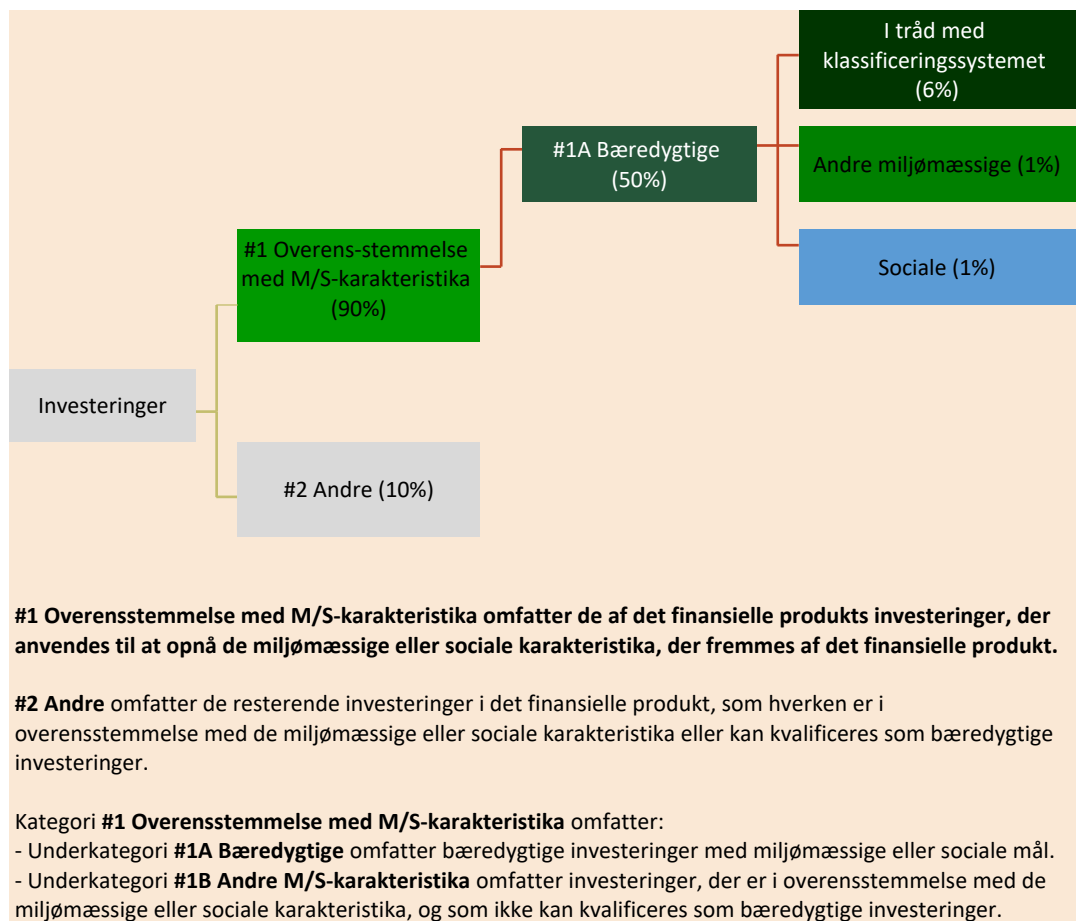 I tråd med
klassificeringssystemet
(6%)
#1A Bæredygtige
(50%)
Andre miljømæssige (1%)
#1 Overens-stemmelse
med M/S-karakteristika
(90%)
Sociale (1%)
Investeringer
#2 Andre (10%)
#1 Overensstemmelse med M/S-karakteristika omfatter de af det finansielle produkts investeringer, der
anvendes til at opnå de miljømæssige eller sociale karakteristika, der fremmes af det finansielle produkt.
#2 Andre omfatter de resterende investeringer i det finansielle produkt, som hverken er i
overensstemmelse med de miljømæssige eller sociale karakteristika eller kan kvalificeres som bæredygtige
investeringer.
Kategori #1 Overensstemmelse med M/S-karakteristika omfatter:
- Underkategori #1A Bæredygtige omfatter bæredygtige investeringer med miljømæssige eller sociale mål.
- Underkategori #1B Andre M/S-karakteristika omfatter investeringer, der er i overensstemmelse med de
miljømæssige eller sociale karakteristika, og som ikke kan kvalificeres som bæredygtige investeringer.